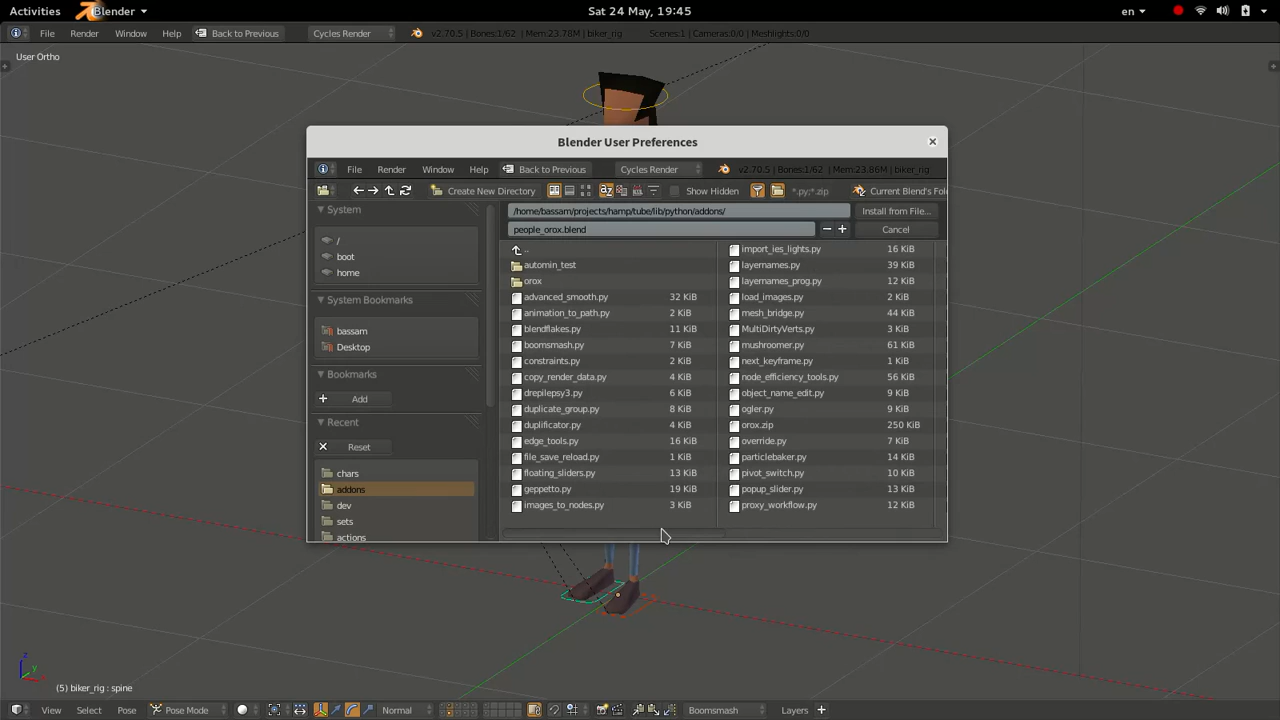 Activities Blender Sat 24 May, 19:45 en
File Render Window Help Back to Previous Cycles Render v2.70.5 | Bones:1/62 | Mem:23.78M | biker_rig Scenes:1 | Cameras:0/0 | Meshlights:0/0
User Ortho
Blender User Preferences
File Render Window Help Back to Previous Cycles Render v2.70.5 | Bones:1/62 | Mem:23.86M | biker_rig
Create New Directory Show Hidden *.py;*.zip Current Blend's Fol
System
/
boot
home
System Bookmarks
bassam
Desktop
Bookmarks
Add
Recent
Reset
chars
addons
dev
sets
actions
/home/bassam/projects/hamp/tube/lib/python/addons/ Install from File...
people_orox.blend Cancel
.. import_ies_lights.py 16 KiB
automin_test layernames.py 39 KiB
orox layernames_prog.py 12 KiB
advanced_smooth.py 32 KiB load_images.py 2 KiB
animation_to_path.py 2 KiB mesh_bridge.py 44 KiB
blendflakes.py 11 KiB MultiDirtyVerts.py 3 KiB
boomsmash.py 7 KiB mushroomer.py 61 KiB
constraints.py 2 KiB next_keyframe.py 1 KiB
copy_render_data.py 4 KiB node_efficiency_tools.py 56 KiB
drepilepsy3.py 6 KiB object_name_edit.py 9 KiB
duplicate_group.py 8 KiB ogler.py 9 KiB
duplificator.py 4 KiB orox.zip 250 KiB
edge_tools.py 16 KiB override.py 7 KiB
file_save_reload.py 1 KiB particlebaker.py 14 KiB
floating_sliders.py 13 KiB pivot_switch.py 10 KiB
geppetto.py 19 KiB popup_slider.py 13 KiB
images_to_nodes.py 3 KiB proxy_workflow.py 12 KiB
z
y
(5) biker_rig : spine
View Select Pose Pose Mode Normal Boomsmash Layers